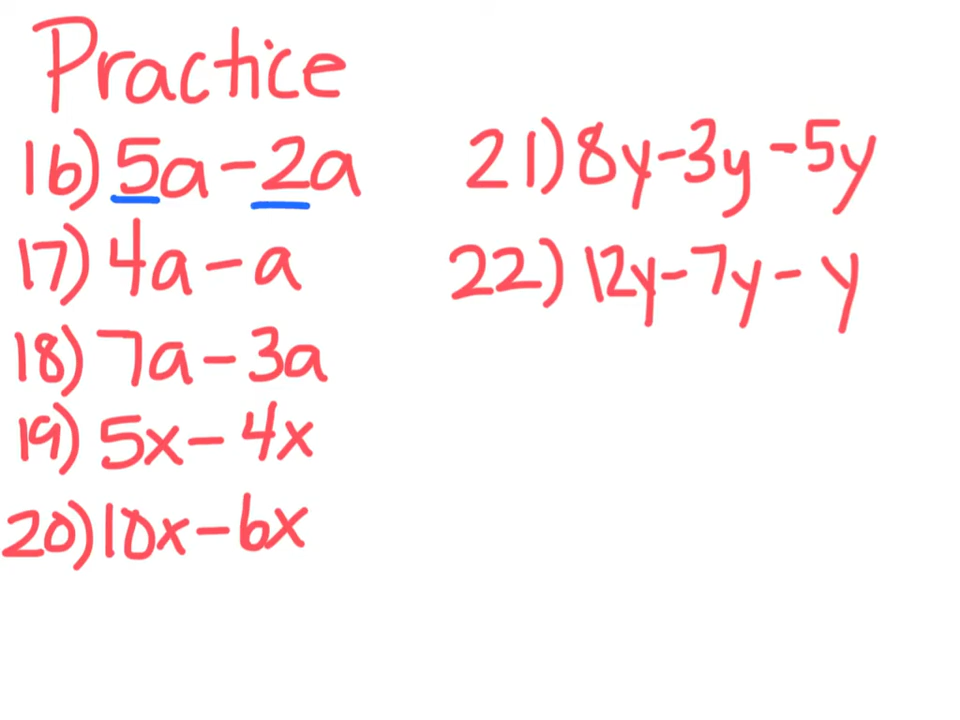 Practice
16) 5a - 2a
17) 4a - a
18) 7a - 3a
19) 5x - 4x
20) 10x - 6x
21) 8y - 3y - 5y
22) 12y - 7y - y